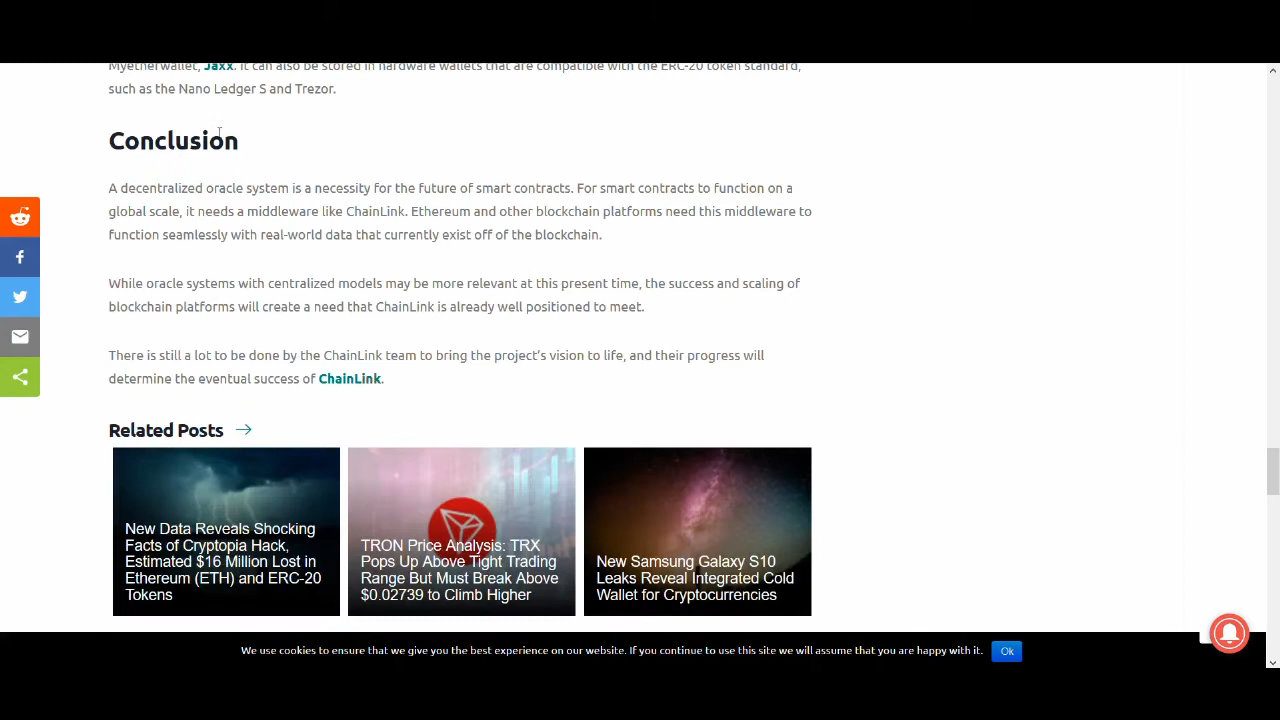 Myetherwallet, Jaxx. It can also be stored in hardware wallets that are compatible with the ERC-20 token standard,
such as the Nano Ledger S and Trezor.
Conclusion
A decentralized oracle system is a necessity for the future of smart contracts. For smart contracts to function on a
global scale, it needs a middleware like ChainLink. Ethereum and other blockchain platforms need this middleware to
function seamlessly with real-world data that currently exist off of the blockchain.
While oracle systems with centralized models may be more relevant at this present time, the success and scaling of
blockchain platforms will create a need that ChainLink is already well positioned to meet.
There is still a lot to be done by the ChainLink team to bring the project's vision to life, and their progress will
determine the eventual success of ChainLink.
Related Posts
New Data Reveals Shocking
Facts of Cryptopia Hack,
Estimated $16 Million Lost in
Ethereum (ETH) and ERC-20
Tokens
TRON Price Analysis: TRX
Pops Up Above Tight Trading
Range But Must Break Above
$0.02739 to Climb Higher
New Samsung Galaxy S10
Leaks Reveal Integrated Cold
Wallet for Cryptocurrencies
We use cookies to ensure that we give you the best experience on our website. If you continue to use this site we will assume that you are happy with it.
Ok